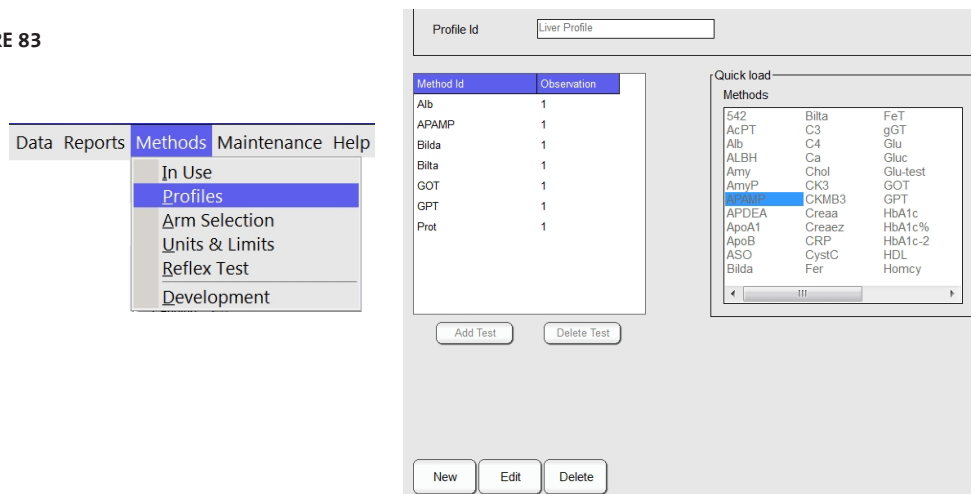 RE 83
Data Reports Methods Maintenance Help
In Use
Profiles
Arm Selection
Units & Limits
Reflex Test
Development
Profile Id Liver Profile
Method Id Observation
Alb 1
APAMP 1
Bilda 1
Bilta 1
GOT 1
GPT 1
Prot 1
Add Test Delete Test
Quick load
Methods
542 Bilta FeT
AcPT C3 gGT
Alb C4 Glu
ALBH Ca Gluc
Amy Chol Glu-test
AmyP CK3 GOT
APAMP CKMB3 GPT
APDEA Creaa HbA1c
ApoA1 Creaez HbA1c%
ApoB CRP HbA1c-2
ASO CystC HDL
Bilda Fer Homcy
New Edit Delete